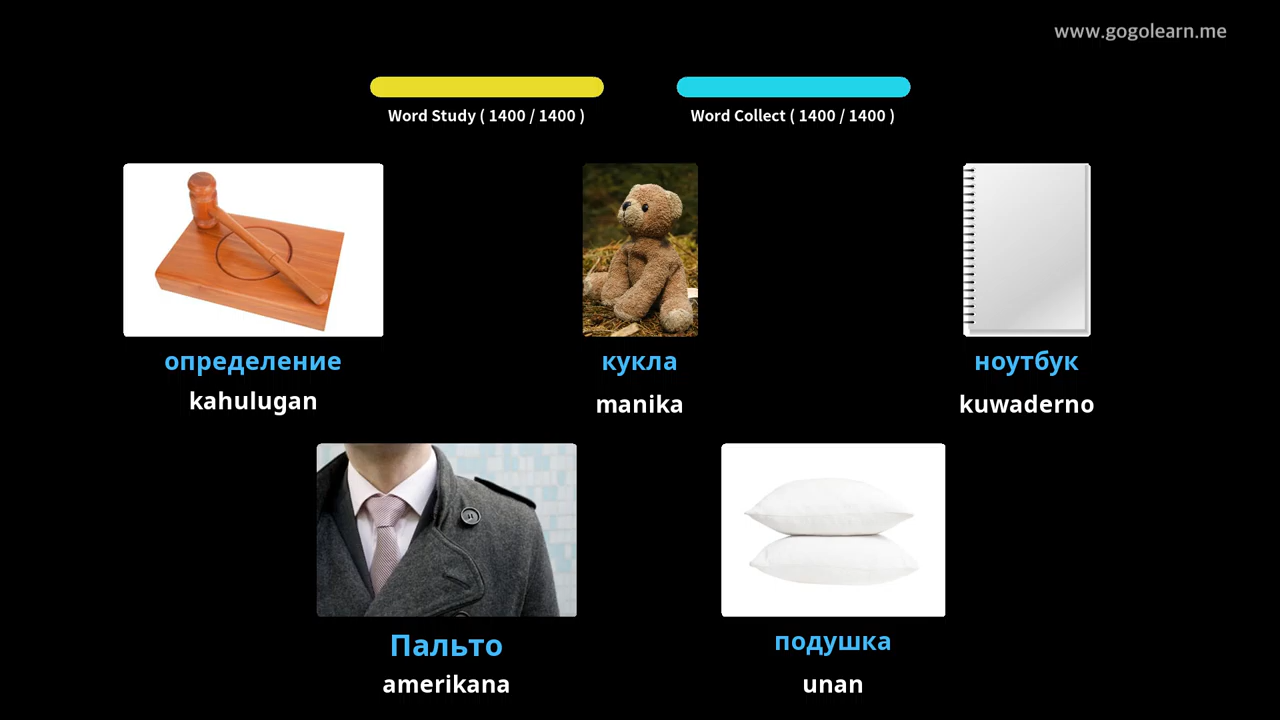 www.gogolearn.me
Word Study ( 1400 / 1400 )
Word Collect ( 1400 / 1400 )
определение
kahulugan
кукла
manika
ноутбук
kuwaderno
Пальто
amerikana
подушка
unan